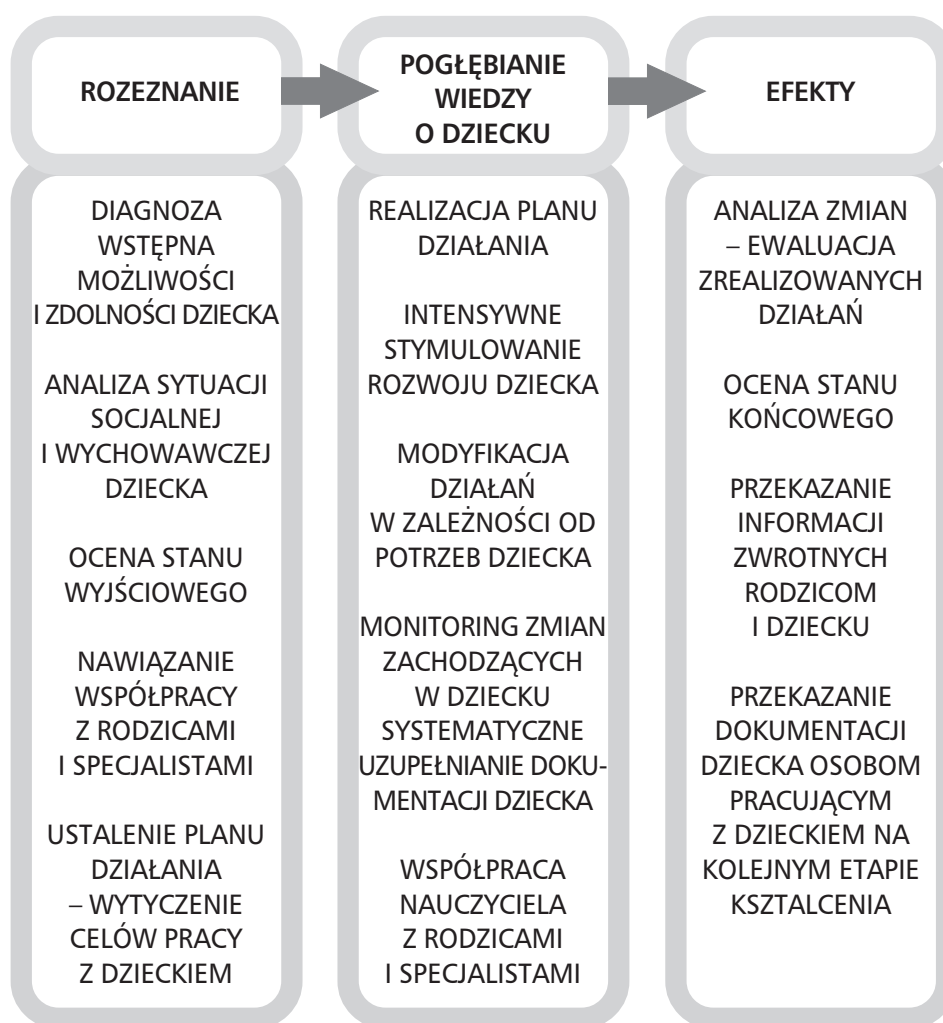 ROZEZNANIE
POGŁĘBIANIE
WIEDZY
O DZIECKU
EFEKTY
DIAGNOZA
WSTĘPNA
MOŻLIWOŚCI
I ZDOLNOŚCI DZIECKA
ANALIZA SYTUACJI
SOCJALNEJ
I WYCHOWAWCZEJ
DZIECKA
OCENA STANU
WYJŚCIOWEGO
NAWIĄZANIE
WSPÓŁPRACY
Z RODZICAMI
I SPECJALISTAMI
USTALENIE PLANU
DZIAŁANIA
– WYTYCZENIE
CELÓW PRACY
Z DZIECKIEM
REALIZACJA PLANU
DZIAŁANIA
INTENSYWNE
STYMULOWANIE
ROZWOJU DZIECKA
MODYFIKACJA
DZIAŁAŃ
W ZALEŻNOŚCI OD
POTRZEB DZIECKA
MONITORING ZMIAN
ZACHODZĄCYCH
W DZIECKU
SYSTEMATYCZNE
UZUPEŁNIANIE DOKU-
MENTACJI DZIECKA
WSPÓŁPRACA
NAUCZYCIELA
Z RODZICAMI
I SPECJALISTAMI
ANALIZA ZMIAN
– EWALUACJA
ZREALIZOWANYCH
DZIAŁAŃ
OCENA STANU
KOŃCOWEGO
PRZEKAZANIE
INFORMACJI
ZWROTNYCH
RODZICOM
I DZIECKU
PRZEKAZANIE
DOKUMENTACJI
DZIECKA OSOBOM
PRACUJĄCYM
Z DZIECKIEM NA
KOLEJNYM ETAPIE
KSZTALCENIA